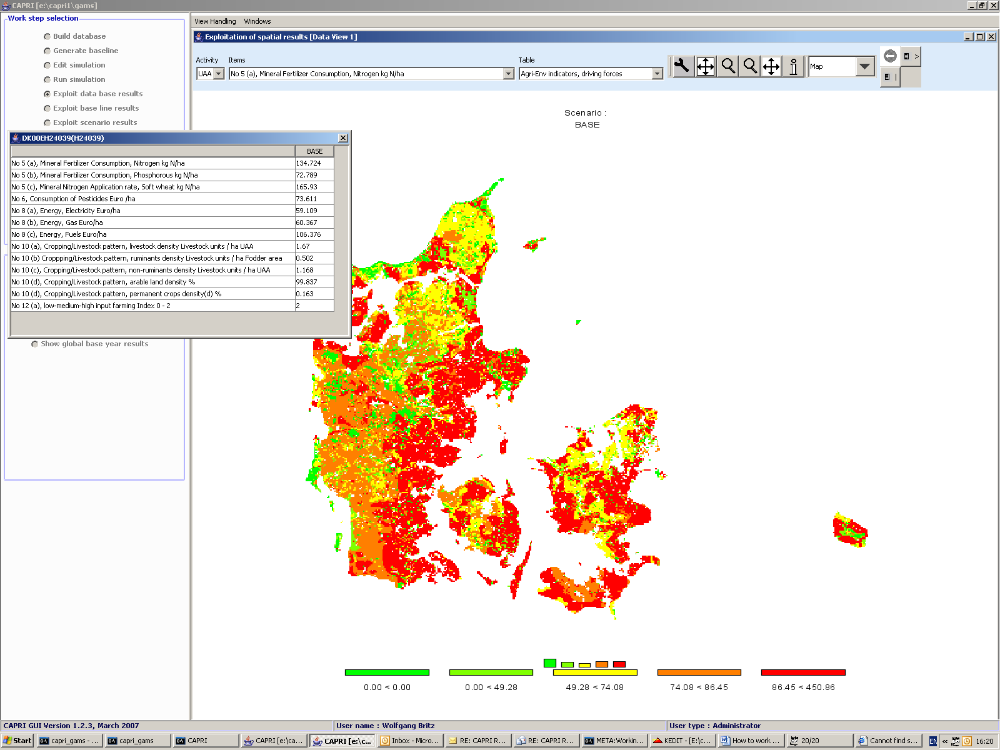 CAPRI [e:\capri1\gams]
Work step selection
Build database
Generate baseline
Edit simulation
Run simulation
Exploit data base results
Exploit base line results
Exploit scenario results
View Handling Windows
Exploitation of spatial results [Data View 1]
Activity Items Table
UAA No 5 (a), Mineral Fertilizer Consumption, Nitrogen kg N/ha Agri-Env indicators, driving forces Map
Scenario :
BASE
DK00EH24039(H24039)
BASE
No 5 (a), Mineral Fertilizer Consumption, Nitrogen kg N/ha 134.724
No 5 (b), Mineral Fertilizer Consumption, Phosphorous kg N/ha 72.789
No 5 (c), Mineral Nitrogen Application rate, Soft wheat kg N/ha 165.93
No 6, Consumption of Pesticides Euro /ha 73.611
No 8 (a), Energy, Electricity Euro/ha 59.109
No 8 (b), Energy, Gas Euro/ha 60.367
No 8 (c), Energy, Fuels Euro/ha 106.376
No 10 (a), Cropping/Livestock pattern, livestock density Livestock units / ha UAA 1.67
No 10 (b) Croppping/Livestock pattern, ruminants density Livestock units / ha Fodder area 0.502
No 10 (c), Cropping/Livestock pattern, non-ruminants density Livestock units / ha UAA 1.168
No 10 (d), Cropping/Livestock pattern, arable land density % 99.837
No 10 (d), Cropping/Livestock pattern, permanent crops density(d) % 0.163
No 12 (a), low-medium-high input farming Index 0 - 2 2
Show global base year results
0.00 < 0.00 0.00 < 49.28 49.28 < 74.08 74.08 < 86.45 86.45 < 450.86
CAPRI GUI Version 1.2.3, March 2007 User name : Wolfgang Britz User type : Administrator
Start capri_gams - ... capri_gams CAPRI CAPRI [e:\ca... CAPRI [e:\c... Inbox - Micro... RE: CAPRI R... RE: CAPRI R... META:Workin... KEDIT - [E:\c... How to work ... 20/20 Cannot find s... EN « 16:20